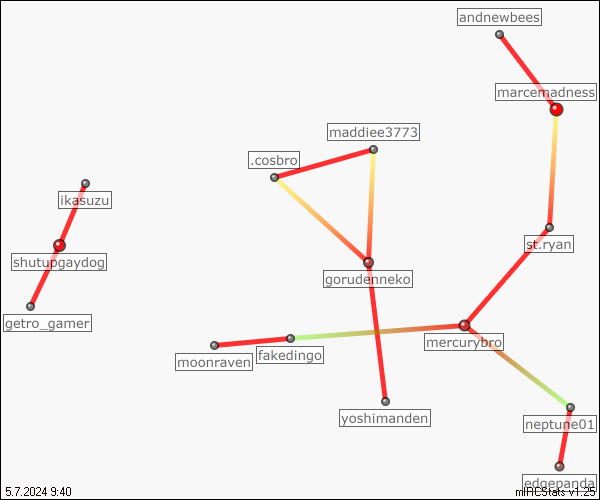 andnewbees
marcemadness
maddiee3773
.cosbro
ikasuzu
st.ryan
shutupgaydog
gorudenneko
getro_gamer
mercurybro
fakedingo
moonraven
yoshimanden
neptune01
edgepanda
5.7.2024 9:40
mIRCStats v1.25